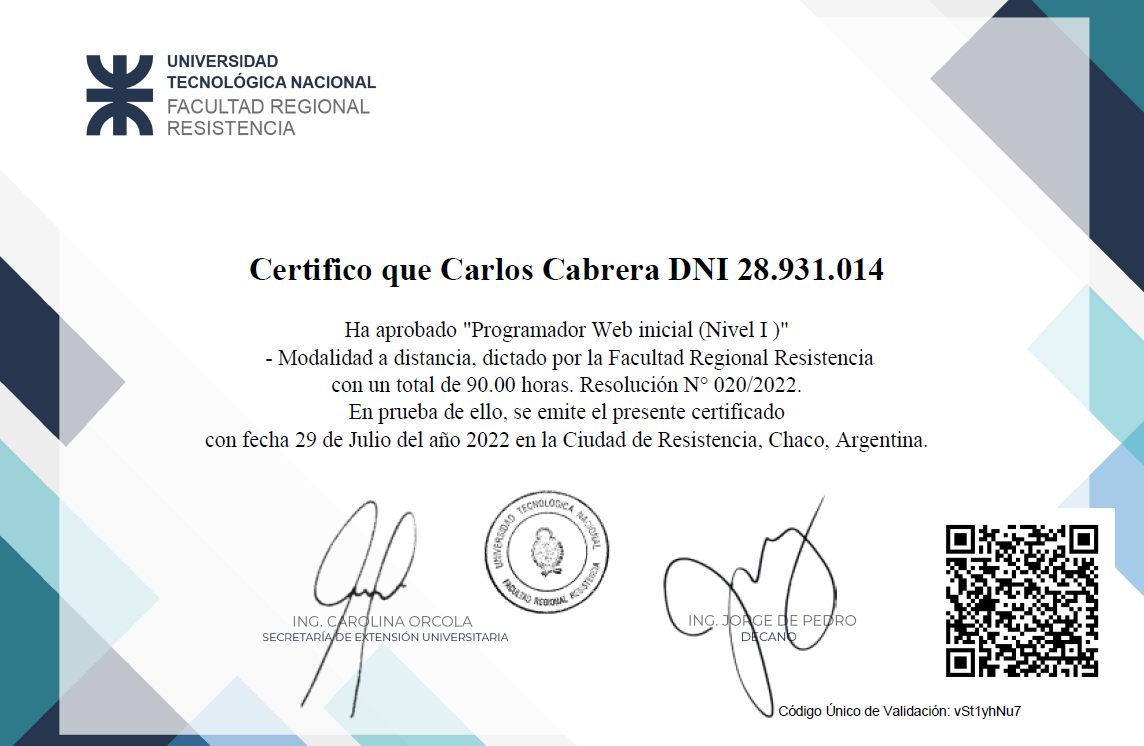 UNIVERSIDAD
TECNOLÓGICA NACIONAL
FACULTAD REGIONAL
RESISTENCIA
Certifico que Carlos Cabrera DNI 28.931.014
Ha aprobado "Programador Web inicial (Nivel I )"
- Modalidad a distancia, dictado por la Facultad Regional Resistencia
con un total de 90.00 horas. Resolución N° 020/2022.
En prueba de ello, se emite el presente certificado
con fecha 29 de Julio del año 2022 en la Ciudad de Resistencia, Chaco, Argentina.
UNIVERSIDAD TECNOLÓGICA NACIONAL
FACULTAD REGIONAL RESISTENCIA
ING. CAROLINA ORCOLA
SECRETARÍA DE EXTENSIÓN UNIVERSITARIA
ING. JORGE DE PEDRO
DECANO
Código Único de Validación: vSt1yhNu7